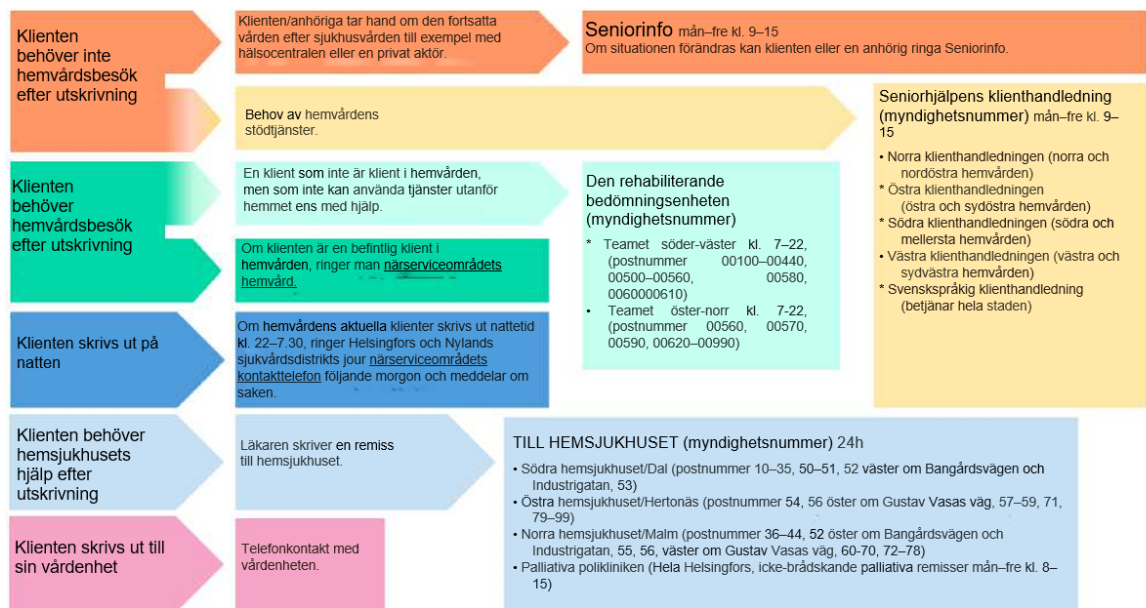 Klienten
behöver inte
hemvårdsbesök
efter utskrivning
Klienten/anhöriga tar hand om den fortsatta
vården efter sjukhusvården till exempel med
hälsocentralen eller en privat aktör.
Seniorinfo mån–fre kl. 9–15
Om situationen förändras kan klienten eller en anhörig ringa Seniorinfo.
Behov av hemvårdens
stödtjänster.
Seniorhjälpens klienthandledning
(myndighetsnummer) mån–fre kl. 9–
15
• Norra klienthandledningen (norra och
nordöstra hemvården)
* Östra klienthandledningen
(östra och sydöstra hemvården)
* Södra klienthandledningen (södra och
mellersta hemvården)
• Västra klienthandledningen (västra och
sydvästra hemvården)
* Svenskspråkig klienthandledning
(betjänar hela staden)
Klienten
behöver
hemvårdsbesök
efter utskrivning
En klient som inte är klient i hemvården,
men som inte kan använda tjänster utanför
hemmet ens med hjälp.
Den rehabiliterande
bedömningsenheten
(myndighetsnummer)
* Teamet söder-väster kl. 7–22,
(postnummer 00100–00440,
00500–00560, 00580,
0060000610)
• Teamet öster-norr kl. 7-22,
(postnummer 00560, 00570,
00590, 00620–00990)
Om klienten är en befintlig klient i
hemvården, ringer man närserviceområdets
hemvård.
Klienten skrivs ut på
natten
Om hemvårdens aktuella klienter skrivs ut nattetid
kl. 22–7.30, ringer Helsingfors och Nylands
sjukvårdsdistrikts jour närserviceområdets
kontakttelefon följande morgon och meddelar om
saken.
Klienten behöver
hemsjukhusets
hjälp efter
utskrivning
Läkaren skriver en remiss
till hemsjukhuset.
TILL HEMSJUKHUSET (myndighetsnummer) 24h
• Södra hemsjukhuset/Dal (postnummer 10–35, 50–51, 52 väster om Bangårdsvägen och
Industrigatan, 53)
• Östra hemsjukhuset/Hertonäs (postnummer 54, 56 öster om Gustav Vasas väg, 57–59, 71,
79–99)
• Norra hemsjukhuset/Malm (postnummer 36–44, 52 öster om Bangårdsvägen och
Industrigatan, 55, 56, väster om Gustav Vasas väg, 60-70, 72–78)
• Palliativa polikliniken (Hela Helsingfors, icke-brådskande palliativa remisser mån–fre kl. 8–
15)
Klienten skrivs ut till
sin vårdenhet
Telefonkontakt med
vårdenheten.